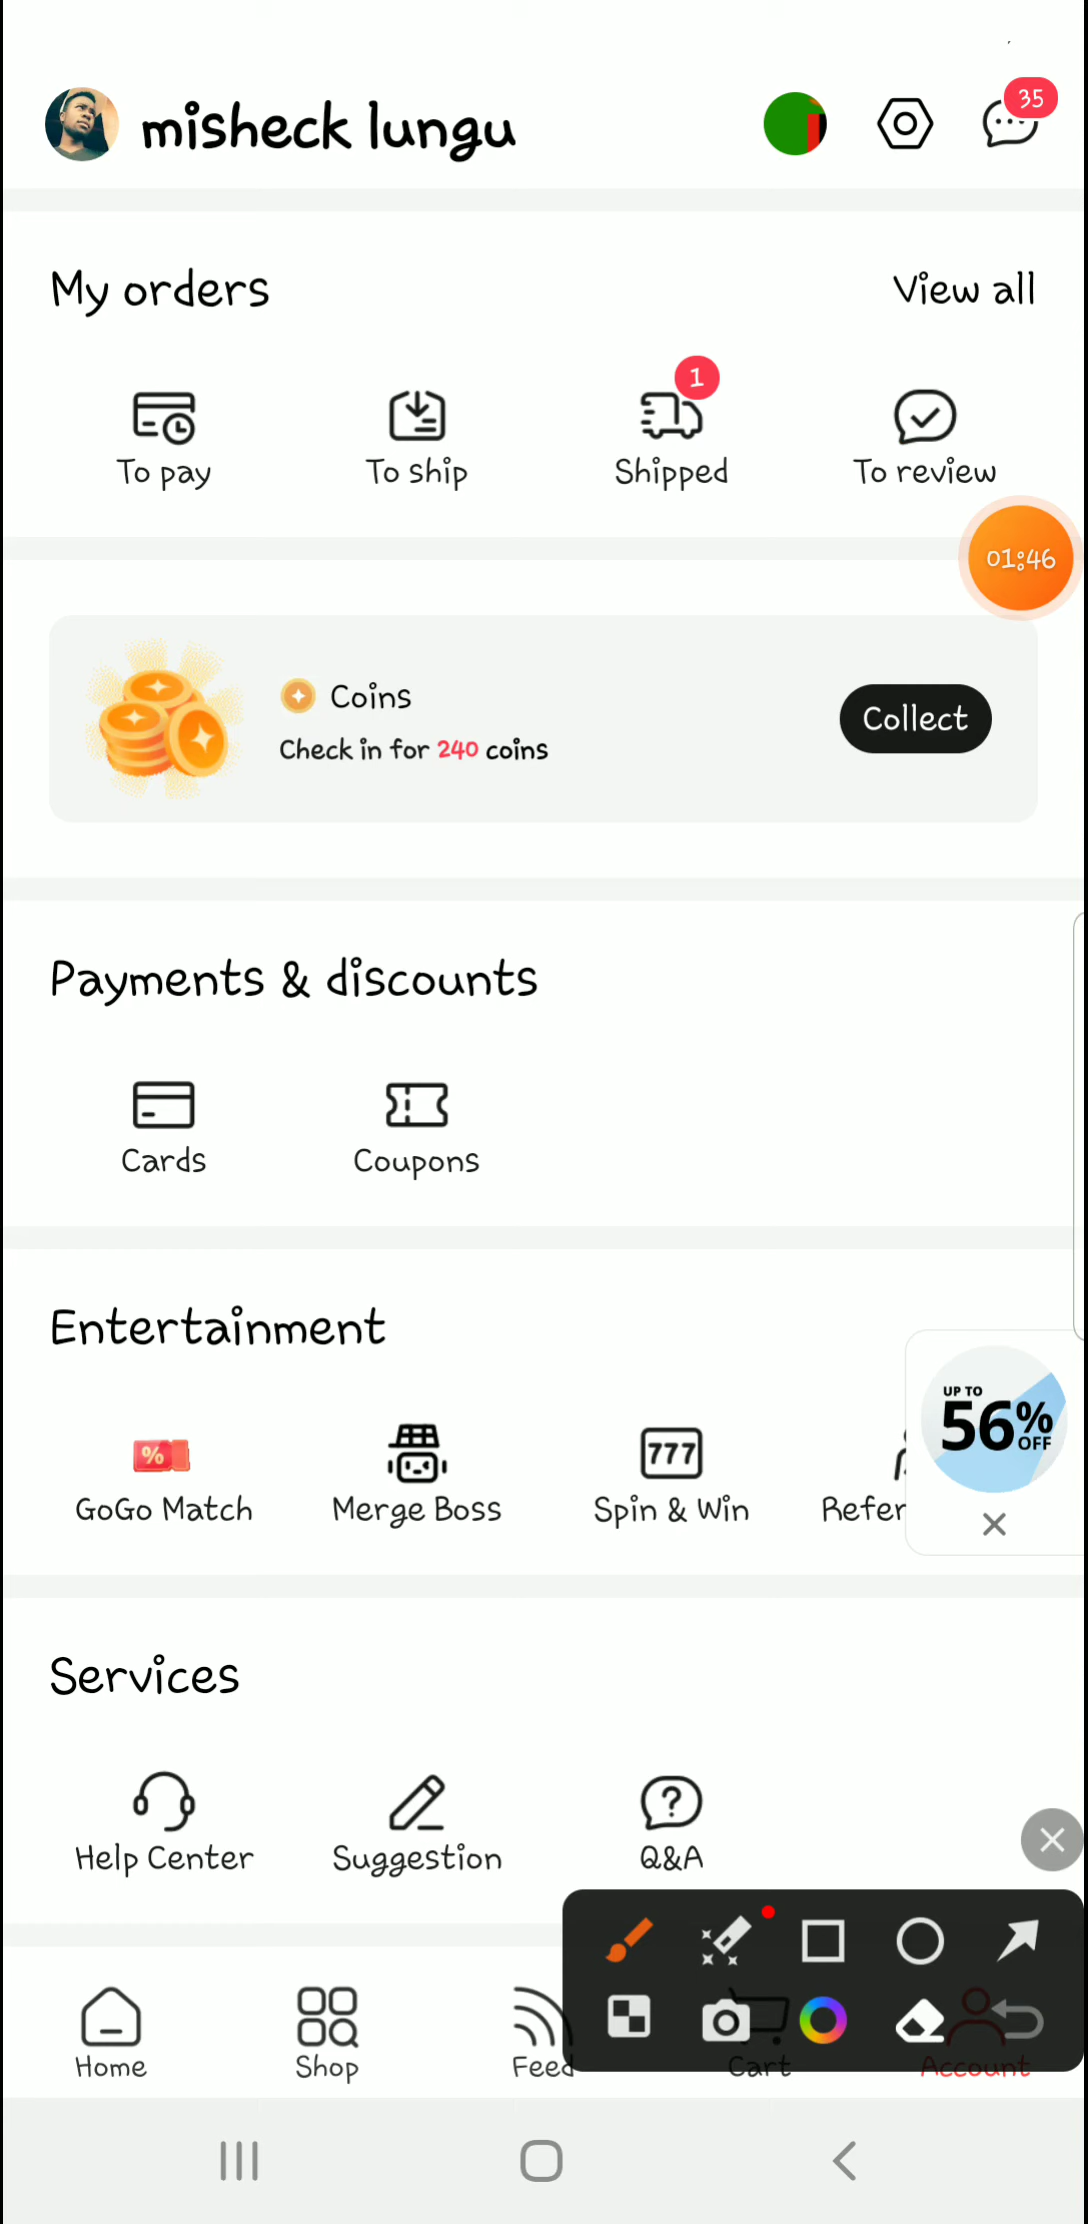 misheck lungu
35
My orders
View all
1
To pay
To ship
Shipped
To review
01:46
Coins
Check in for 240 coins
Collect
Payments & discounts
Cards
Coupons
Entertainment
UP TO
56% OFF
%
777
GoGo Match
Merge Boss
Spin & Win
Refer
Services
Help Center
Suggestion
Q&A
Home
Shop
Feed
Cart
Account